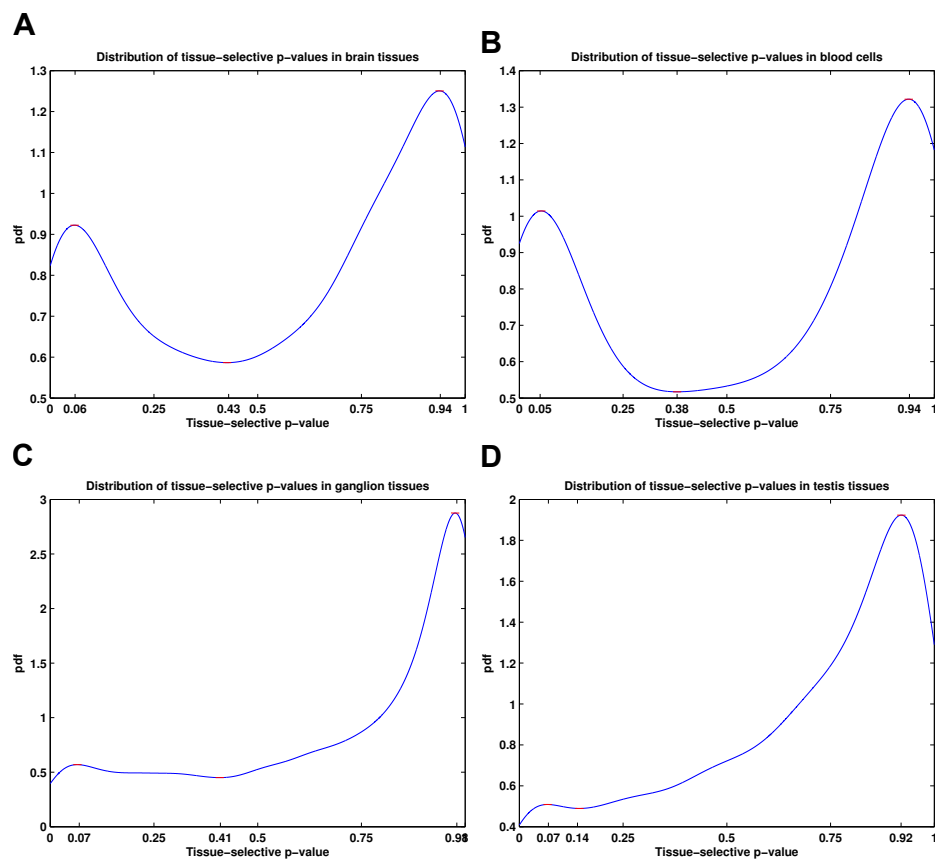 A
Distribution of tissue-selective p-values in brain tissues
1.3
1.2
1.1
1
0.9
0.8
0.7
0.6
0.5
pdf
0 0.06 0.25 0.43 0.5 0.75 0.94 1
Tissue-selective p-value
B
Distribution of tissue-selective p-values in blood cells
1.4
1.3
1.2
1.1
1
0.9
0.8
0.7
0.6
0.5
pdf
0 0.05 0.25 0.38 0.5 0.75 0.94 1
Tissue-selective p-value
C
Distribution of tissue-selective p-values in ganglion tissues
3
2.5
2
1.5
1
0.5
0
pdf
0 0.07 0.25 0.41 0.5 0.75 0.98 1
Tissue-selective p-value
D
Distribution of tissue-selective p-values in testis tissues
2
1.8
1.6
1.4
1.2
1
0.8
0.6
0.4
pdf
0 0.07 0.14 0.25 0.5 0.75 0.92 1
Tissue-selective p-value